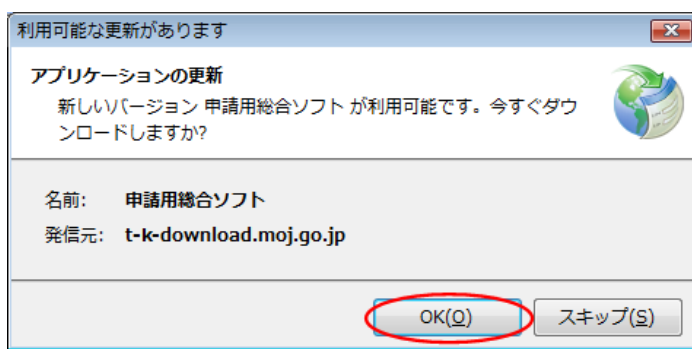 利用可能な更新があります
アプリケーションの更新
新しいバージョン 申請用総合ソフト が利用可能です。今すぐダウ
ンロードしますか?
名前: 申請用総合ソフト
発信元: t-k-download.moj.go.jp
OK(O) スキップ(S)